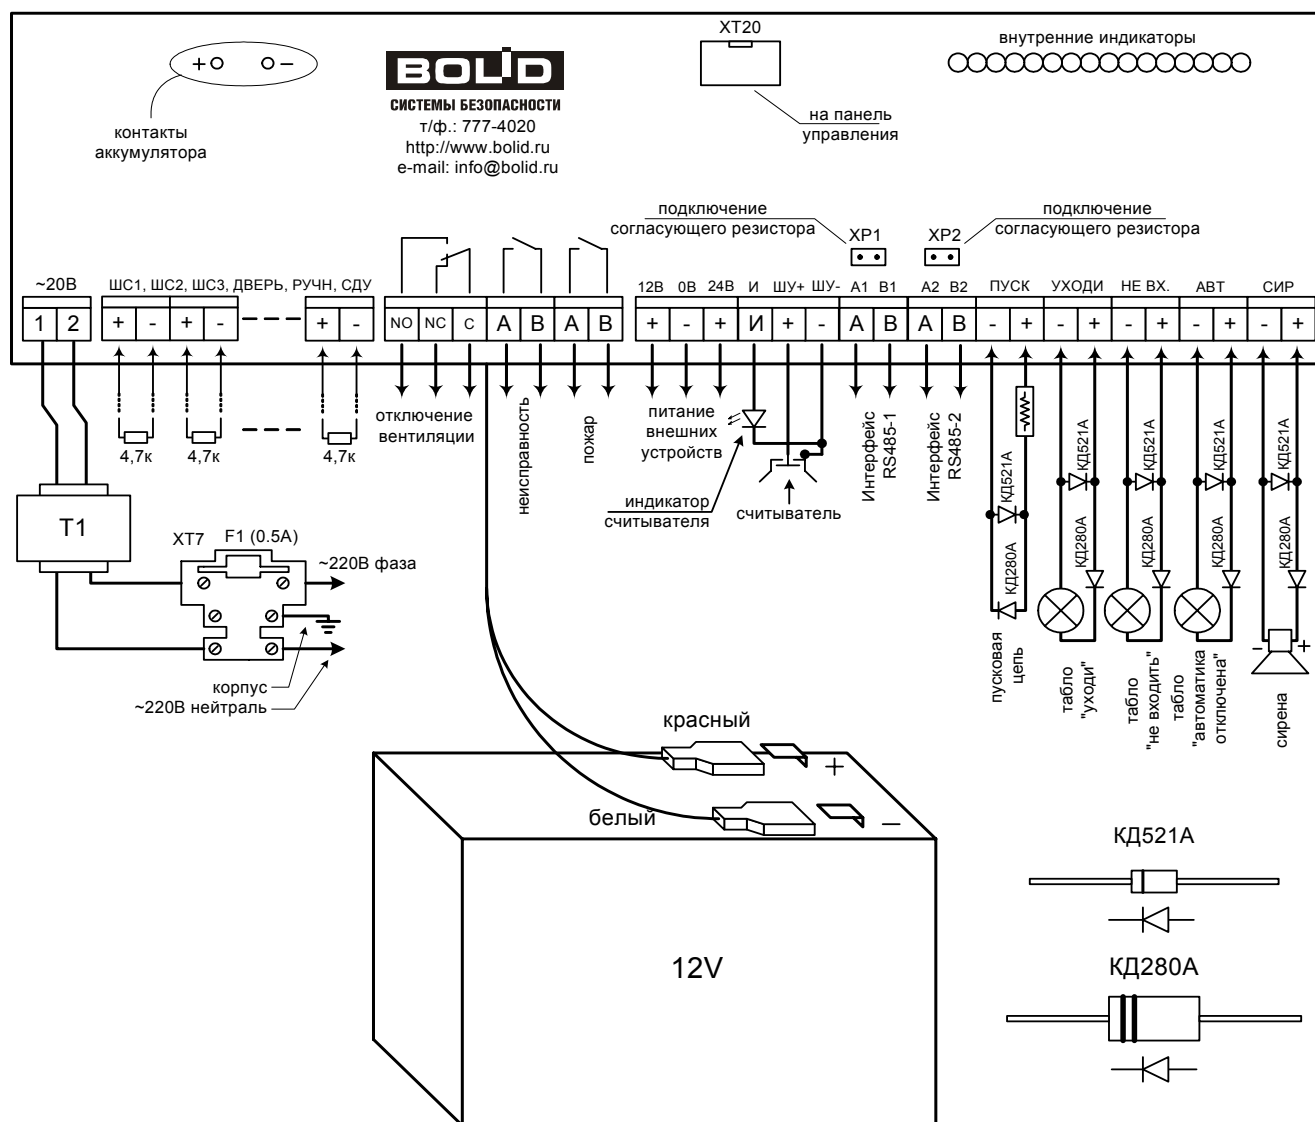 XT20
внутренние индикаторы
+ -
BOLID
СИСТЕМЫ БЕЗОПАСНОСТИ
т/ф.: 777-4020
http://www.bolid.ru
e-mail: info@bolid.ru
контакты
аккумулятора
на панель
управления
подключение
согласующего резистора
XP1
XP2
подключение
согласующего резистора
~20В
ШС1, ШС2, ШС3, ДВЕРЬ, РУЧН, СДУ
12В 0В 24В И ШУ+ ШУ- A1 B1 A2 B2 ПУСК УХОДИ НЕ ВХ. АВТ СИР
1 2 + - + - + - NO NC C A B A B + - + И + - A B A B - + - + - + - + - +
4,7к 4,7к 4,7к
отключение
вентиляции
неисправность
пожар
питание
внешних
устройств
индикатор
считывателя
считыватель
Интерфейс
RS485-1
Интерфейс
RS485-2
КД521А
КД280А
КД521А
КД280А
КД521А
КД280А
КД521А
КД280А
КД521А
КД280А
- +
пусковая
цепь
табло
"уходи"
табло
"не входить"
табло
"автоматика
отключена"
сирена
T1
XT7
F1 (0.5A)
~220В фаза
корпус
~220В нейтраль
красный
+
белый
-
12V
КД521А
КД280А